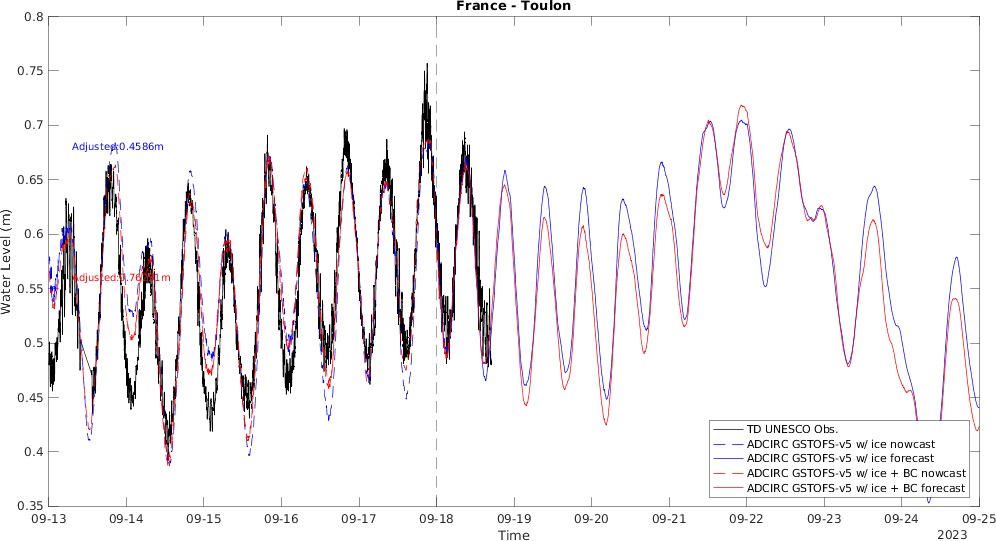 France - Toulon
0.8
0.75
0.7
0.65
0.6
0.55
0.5
0.45
0.4
0.35
Water Level (m)
Adjusted:0.4586m
TD UNESCO Obs.
ADCIRC GSTOFS-v5 w/ ice nowcast
ADCIRC GSTOFS-v5 w/ ice forecast
ADCIRC GSTOFS-v5 w/ ice + BC nowcast
ADCIRC GSTOFS-v5 w/ ice + BC forecast
09-13 09-14 09-15 09-16 09-17 09-18 09-19 09-20 09-21 09-22 09-23 09-24 09-25
Time
2023